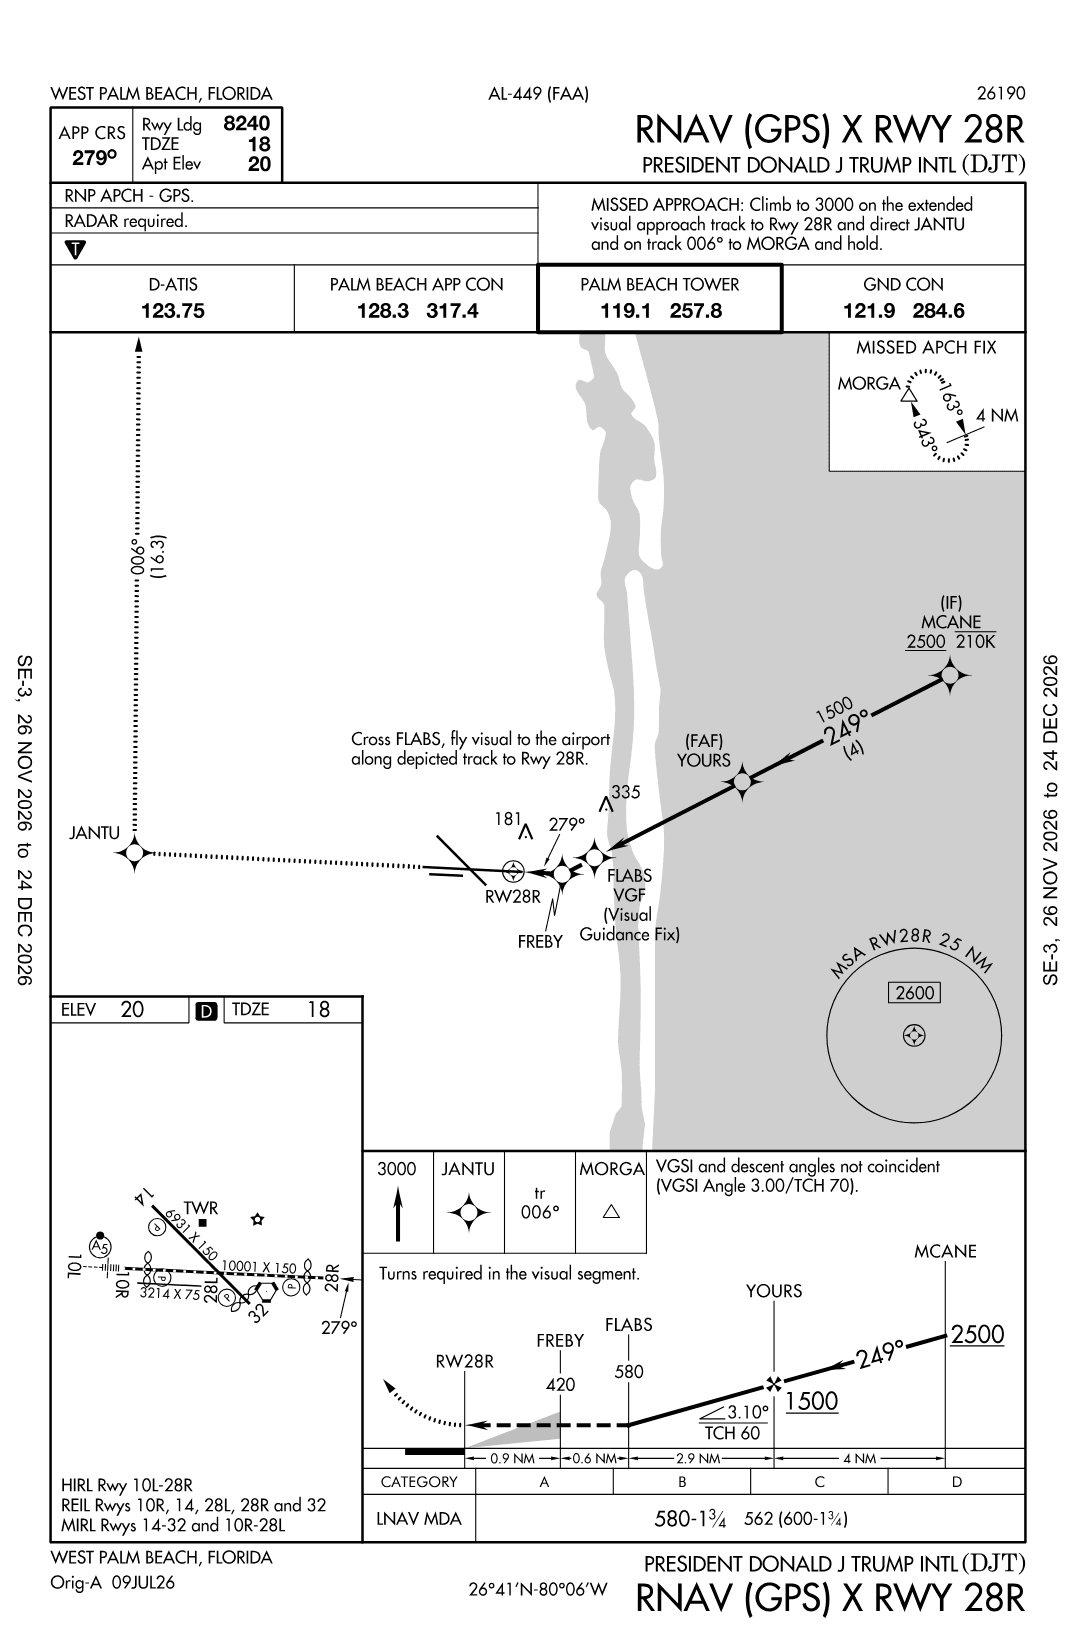 WEST PALM BEACH, FLORIDA
AL-449 (FAA)
26190
APP CRS
279°
Rwy Ldg 8240
TDZE 18
Apt Elev 20
RNAV (GPS) X RWY 28R
PRESIDENT DONALD J TRUMP INTL (DJT)
RNP APCH - GPS.
RADAR required.
T
MISSED APPROACH: Climb to 3000 on the extended
visual approach track to Rwy 28R and direct JANTU
and on track 006° to MORGA and hold.
D-ATIS
123.75
PALM BEACH APP CON
128.3 317.4
PALM BEACH TOWER
119.1 257.8
GND CON
121.9 284.6
MISSED APCH FIX
MORGA
163°
343°
4 NM
006°
(16.3)
(IF)
MCANE
2500 210K
1500
249°
(4)
(FAF)
YOURS
Cross FLABS, fly visual to the airport
along depicted track to Rwy 28R.
335
181
279°
JANTU
RW28R
FREBY
FLABS
VGF
(Visual
Guidance Fix)
MSA RW28R 25 NM
2600
SE-3, 26 NOV 2026 to 24 DEC 2026
SE-3, 26 NOV 2026 to 24 DEC 2026
ELEV 20
D
TDZE 18
14
TWR
6931 X 150
P
A5
10L
10R
P
10001 X 150
3214 X 75
28L
P
P
32
28R
279°
HIRL Rwy 10L-28R
REIL Rwys 10R, 14, 28L, 28R and 32
MIRL Rwys 14-32 and 10R-28L
3000
JANTU
tr
006°
MORGA
VGSI and descent angles not coincident
(VGSI Angle 3.00/TCH 70).
Turns required in the visual segment.
MCANE
YOURS
FLABS
FREBY
RW28R
2500
249°
580
420
1500
3.10°
TCH 60
0.9 NM
0.6 NM
2.9 NM
4 NM
CATEGORY A B C D
LNAV MDA 580-1¾ 562 (600-1¾)
WEST PALM BEACH, FLORIDA
Orig-A 09JUL26
26°41'N-80°06'W
PRESIDENT DONALD J TRUMP INTL (DJT)
RNAV (GPS) X RWY 28R